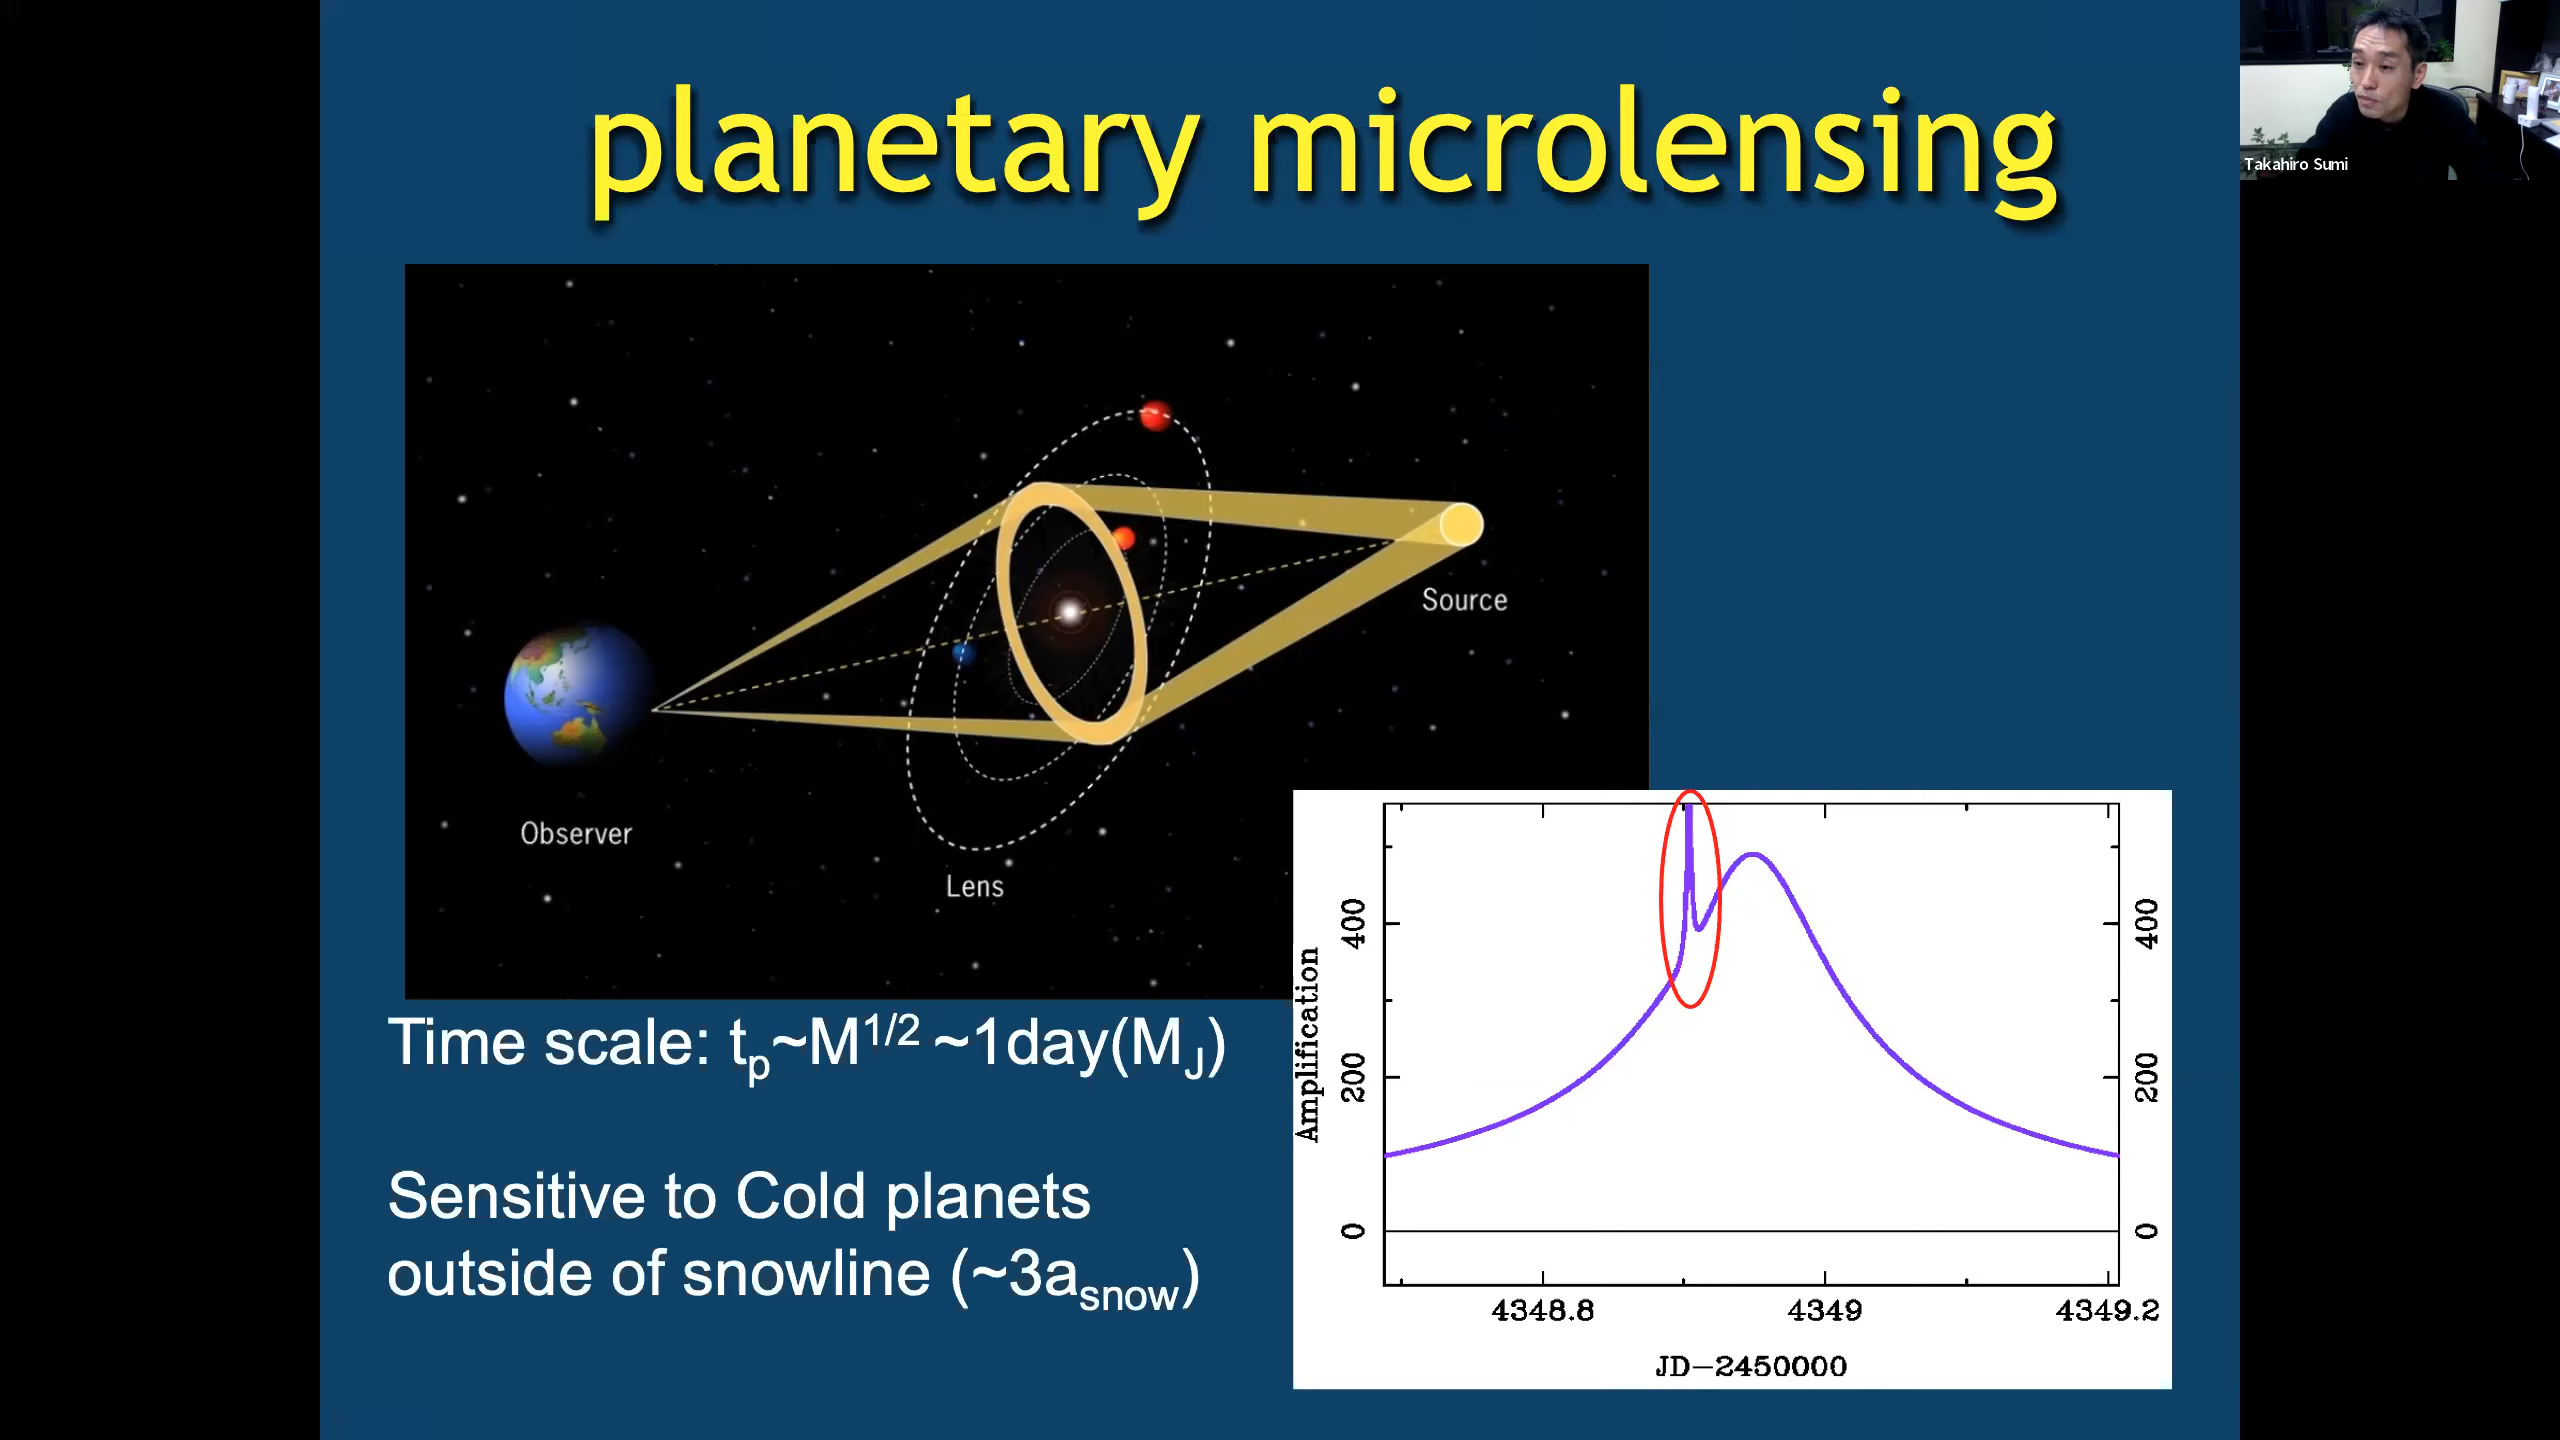 planetary microlensing
Takahiro Sumi
Source
Observer
Lens
Time scale: tp~M1/2 ~1day(MJ)
Sensitive to Cold planets
outside of snowline (~3asnow)
Amplification
400
200
0
400
200
0
4348.8 4349 4349.2
JD-2450000